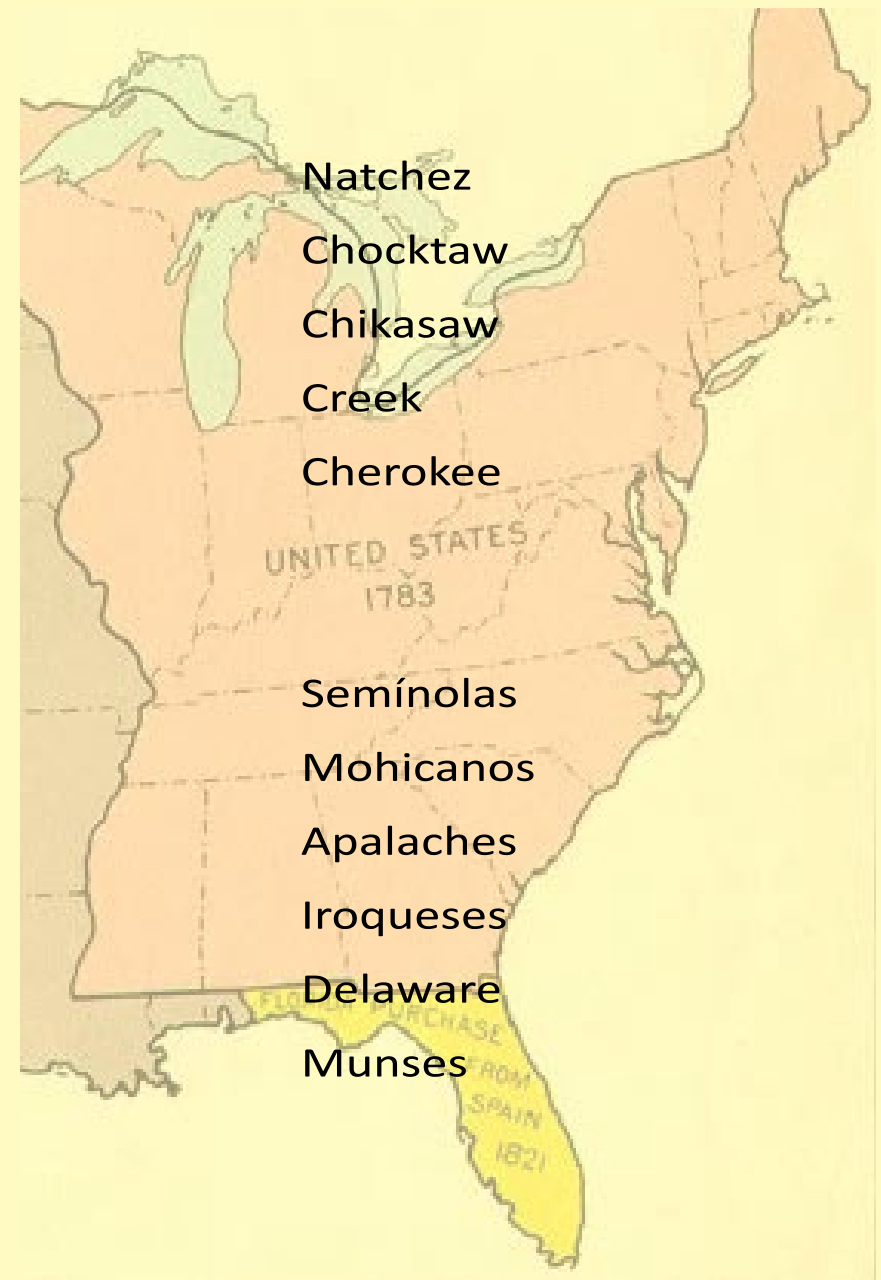 Natchez
Chocktaw
Chikasaw
Creek
Cherokee
UNITED STATES
1783
Semínolas
Mohicanos
Apalaches
Iroqueses
Delaware
FLORIDA PURCHASE
Munses
FROM
SPAIN
1821